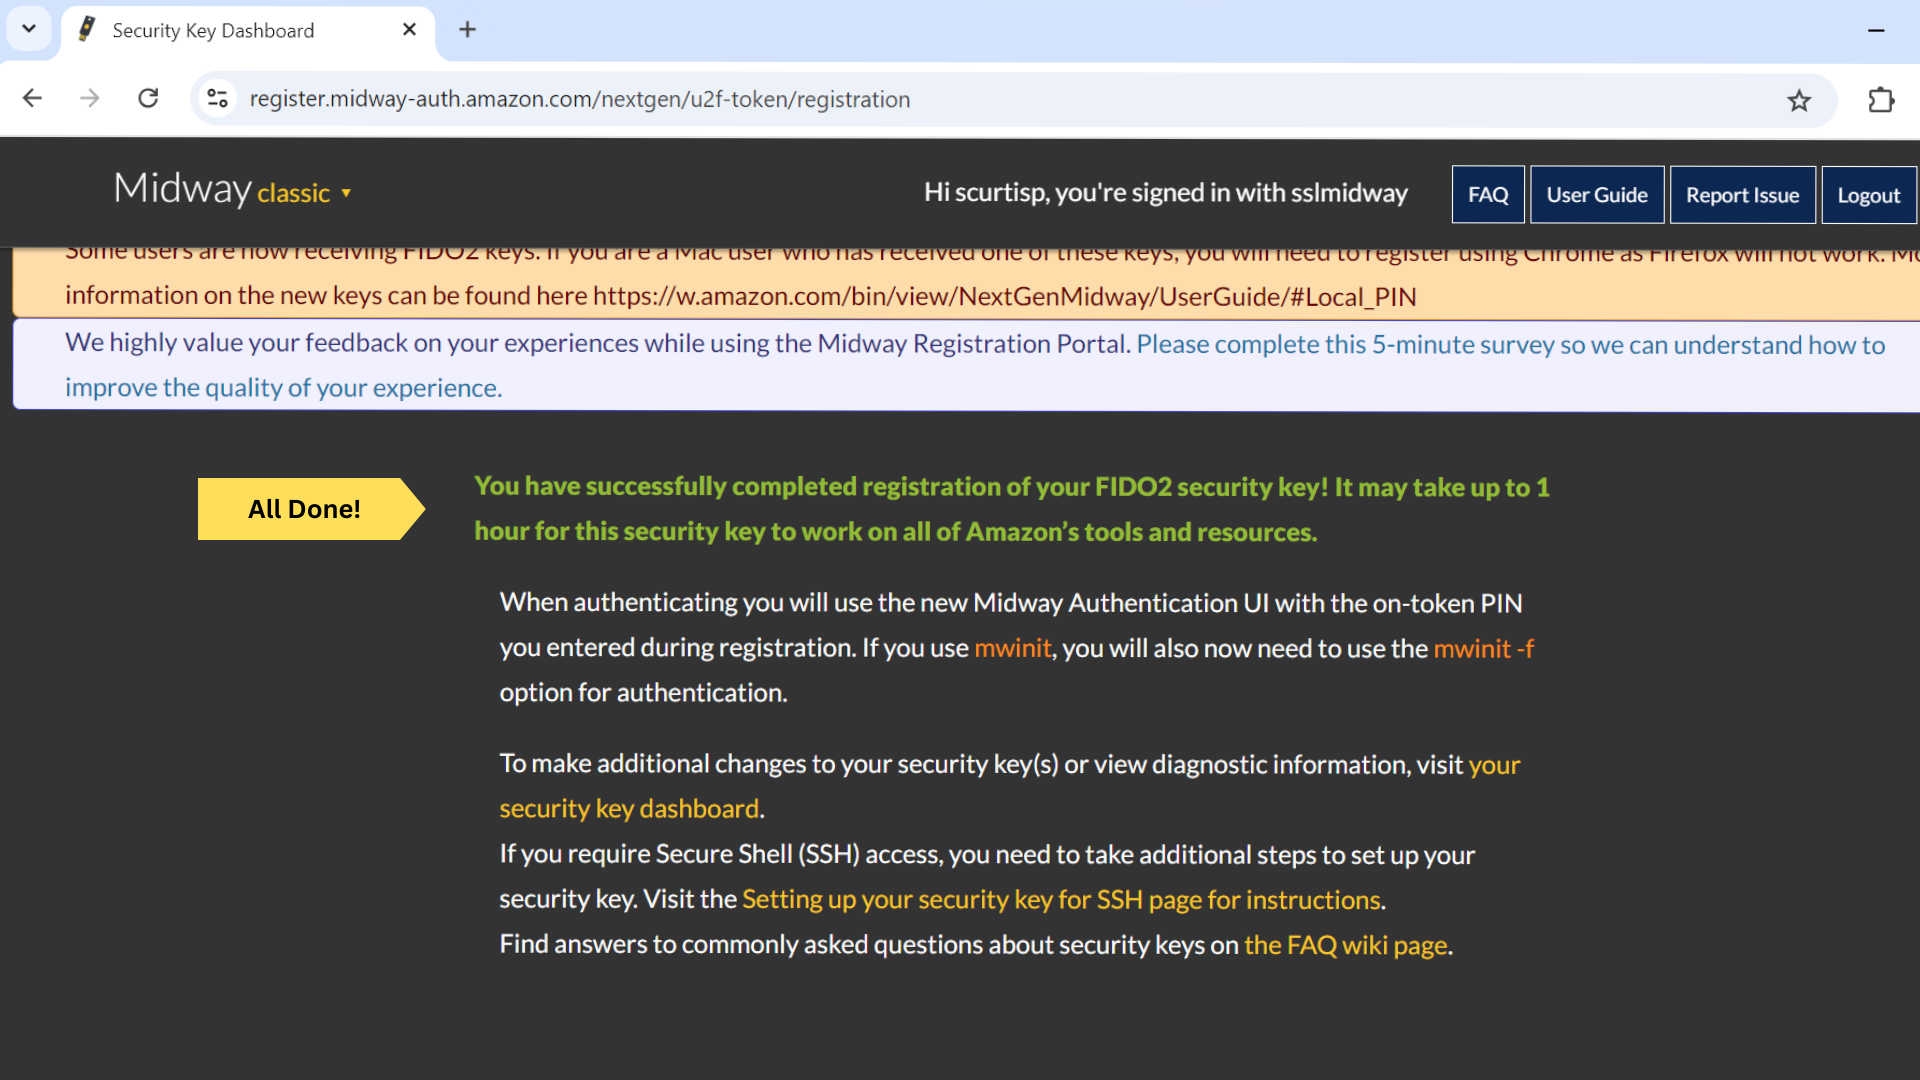 Security Key Dashboard
register.midway-auth.amazon.com/nextgen/u2f-token/registration
Midway classic ▾
Hi scurtisp, you're signed in with sslmidway
FAQ
User Guide
Report Issue
Logout
Some users are now receiving FIDO2 keys. If you are a Mac user who has received one of these keys, you will need to register using Chrome as Firefox will not work.
information on the new keys can be found here https://w.amazon.com/bin/view/NextGenMidway/UserGuide/#Local_PIN
We highly value your feedback on your experiences while using the Midway Registration Portal. Please complete this 5-minute survey so we can understand how to
improve the quality of your experience.
All Done!
You have successfully completed registration of your FIDO2 security key! It may take up to 1
hour for this security key to work on all of Amazon’s tools and resources.
When authenticating you will use the new Midway Authentication UI with the on-token PIN
you entered during registration. If you use mwinit, you will also now need to use the mwinit -f
option for authentication.
To make additional changes to your security key(s) or view diagnostic information, visit your
security key dashboard.
If you require Secure Shell (SSH) access, you need to take additional steps to set up your
security key. Visit the Setting up your security key for SSH page for instructions.
Find answers to commonly asked questions about security keys on the FAQ wiki page.